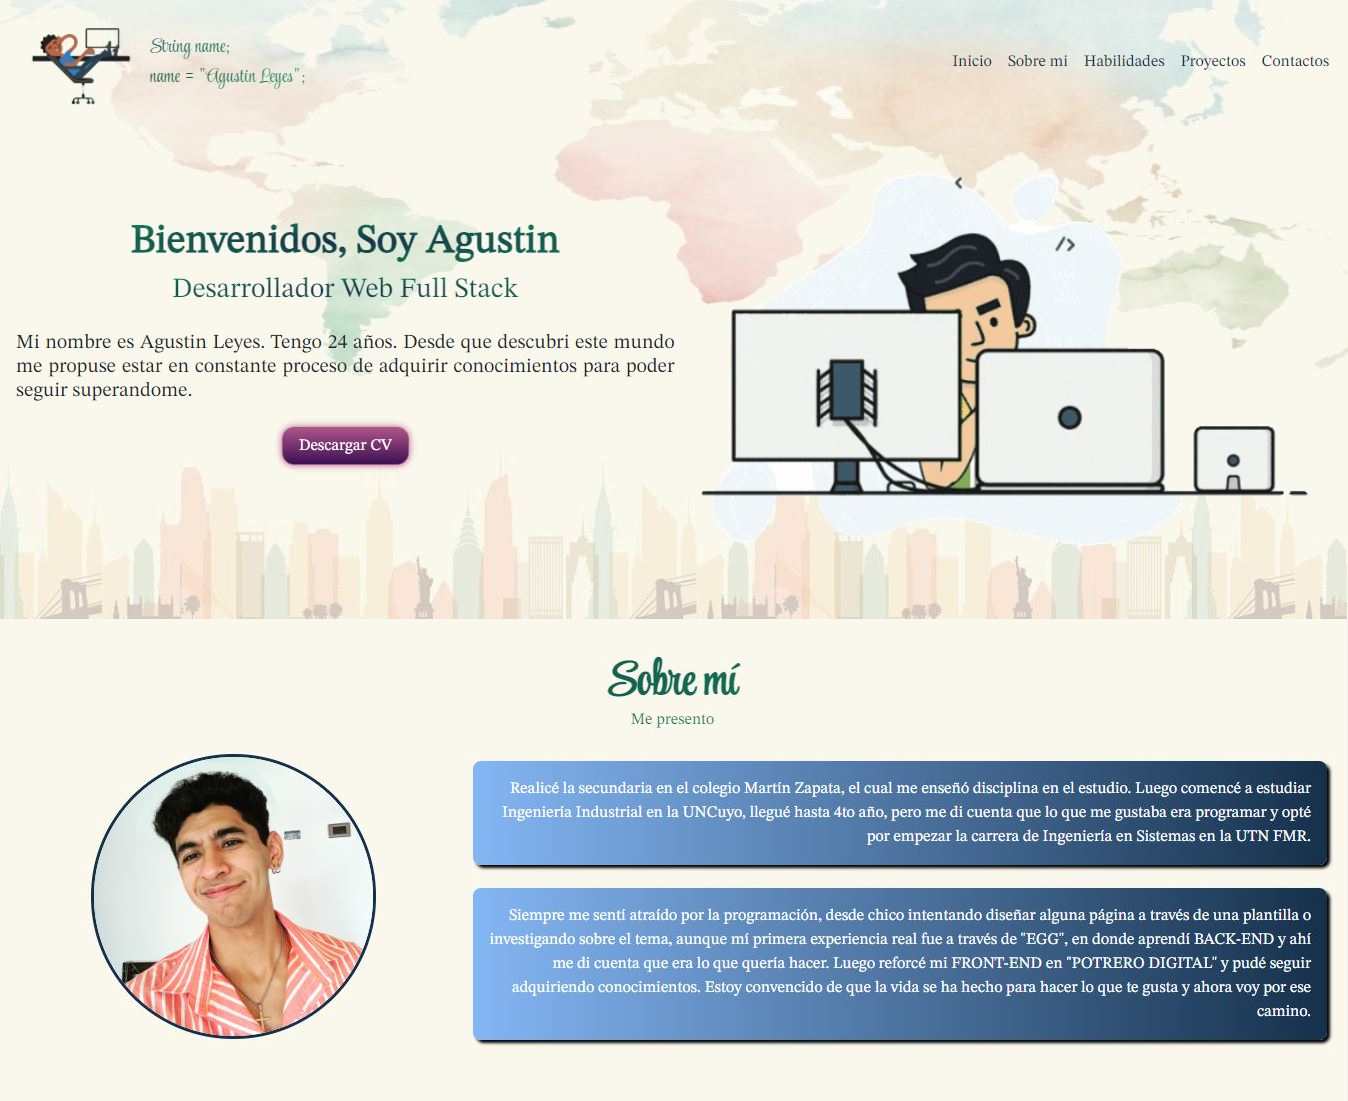 String name;
name = "Agustin Leyes";
Inicio Sobre mi Habilidades Proyectos Contactos
<
/>
Bienvenidos, Soy Agustin
Desarrollador Web Full Stack
Mi nombre es Agustin Leyes. Tengo 24 años. Desde que descubri este mundo
me propuse estar en constante proceso de adquirir conocimientos para poder
seguir superandome.
Descargar CV
Sobre mí
Me presento
Realicé la secundaria en el colegio Martín Zapata, el cual me enseñó disciplina en el estudio. Luego comencé a estudiar
Ingeniería Industrial en la UNCuyo, llegué hasta 4to año, pero me di cuenta que lo que me gustaba era programar y opté
por empezar la carrera de Ingeniería en Sistemas en la UTN FMR.
Siempre me sentí atraído por la programación, desde chico intentando diseñar alguna página a través de una plantilla o
investigando sobre el tema, aunque mí primera experiencia real fue a través de "EGG", en donde aprendí BACK-END y ahí
me di cuenta que era lo que quería hacer. Luego reforcé mi FRONT-END en "POTRERO DIGITAL" y pudé seguir
adquiriendo conocimientos. Estoy convencido de que la vida se ha hecho para hacer lo que te gusta y ahora voy por ese
camino.